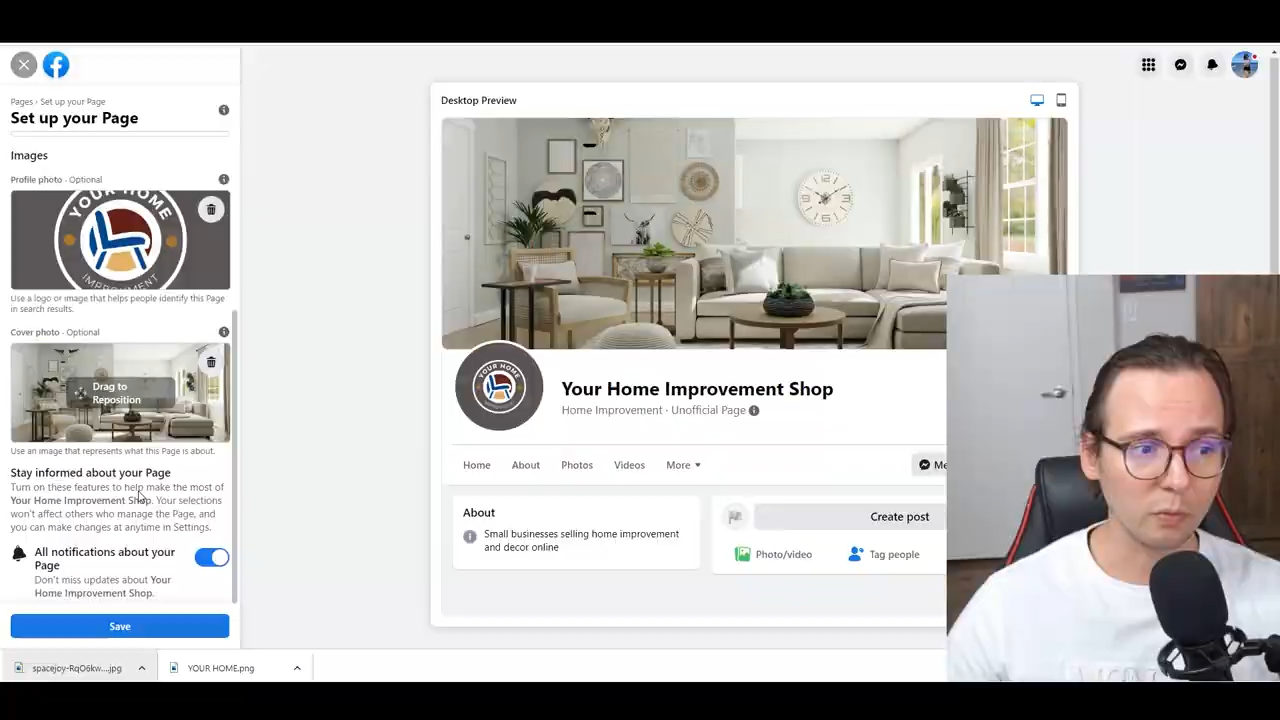 Pages › Set up your Page
Set up your Page
Images
Profile photo · Optional
YOUR HOME
IMPROVMENT
Use a logo or image that helps people identify this Page
in search results.
Cover photo · Optional
Drag to
Reposition
Use an image that represents what this Page is about.
Stay informed about your Page
Turn on these features to help make the most of
Your Home Improvement Shop. Your selections
won't affect others who manage the Page, and
you can make changes at anytime in Settings.
All notifications about your
Page
Don't miss updates about Your
Home Improvement Shop.
Save
spacejoy-RqO6kw....jpg
YOUR HOME.png
Desktop Preview
Your Home Improvement Shop
Home Improvement · Unofficial Page
Home About Photos Videos More
Me
About
Small businesses selling home improvement
and decor online
Create post
Photo/video Tag people